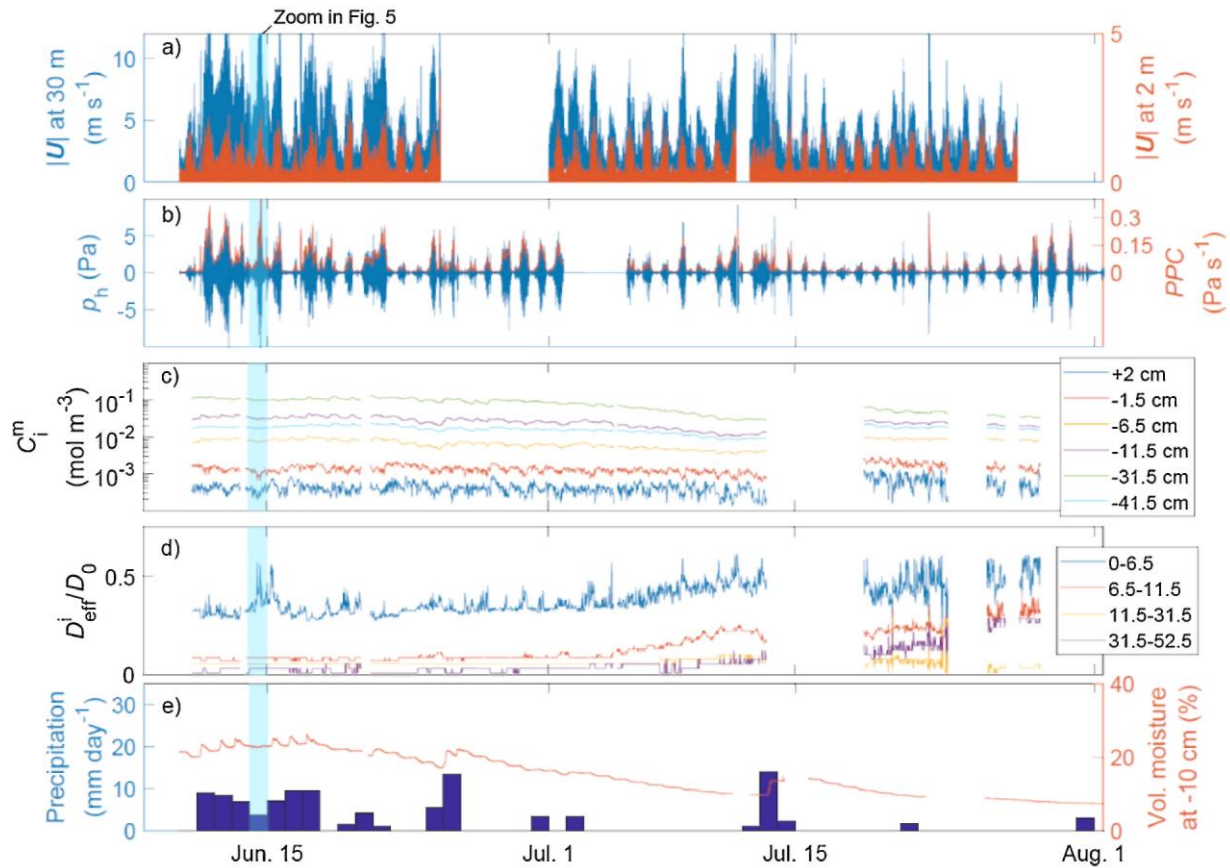 Zoom in Fig. 5
a)
|U| at 30 m
(m s⁻¹)
10
5
0
5
0
|U| at 2 m
(m s⁻¹)
b)
pₕ (Pa)
5
0
-5
0.3
0.15
0
PPC
(Pa s⁻¹)
c)
Cᵢᵐ
(mol m⁻³)
10⁻¹
10⁻²
10⁻³
+2 cm
-1.5 cm
-6.5 cm
-11.5 cm
-31.5 cm
-41.5 cm
d)
Dⁱeff/D₀
0.5
0
0-6.5
6.5-11.5
11.5-31.5
31.5-52.5
e)
Precipitation
(mm day⁻¹)
30
20
10
0
40
20
0
Vol. moisture
at -10 cm (%)
Jun. 15
Jul. 1
Jul. 15
Aug. 1